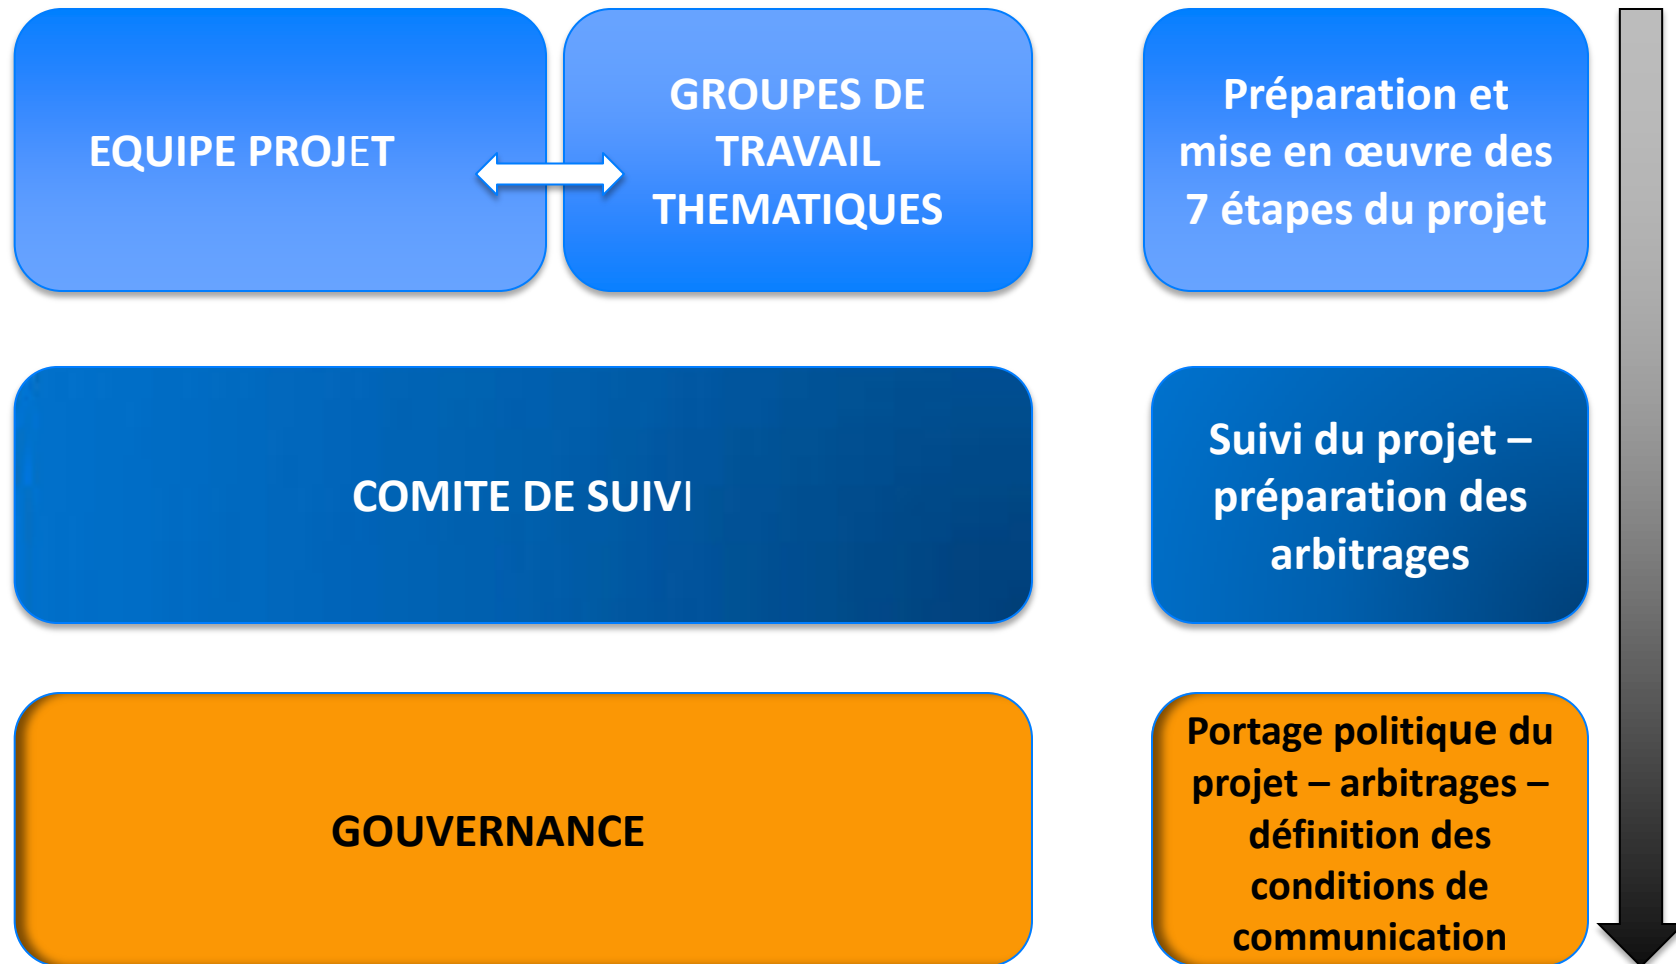 EQUIPE PROJET
GROUPES DE
TRAVAIL
THEMATIQUES
Préparation et
mise en œuvre des
7 étapes du projet
COMITE DE SUIVI
Suivi du projet –
préparation des
arbitrages
GOUVERNANCE
Portage politique du
projet – arbitrages –
définition des
conditions de
communication